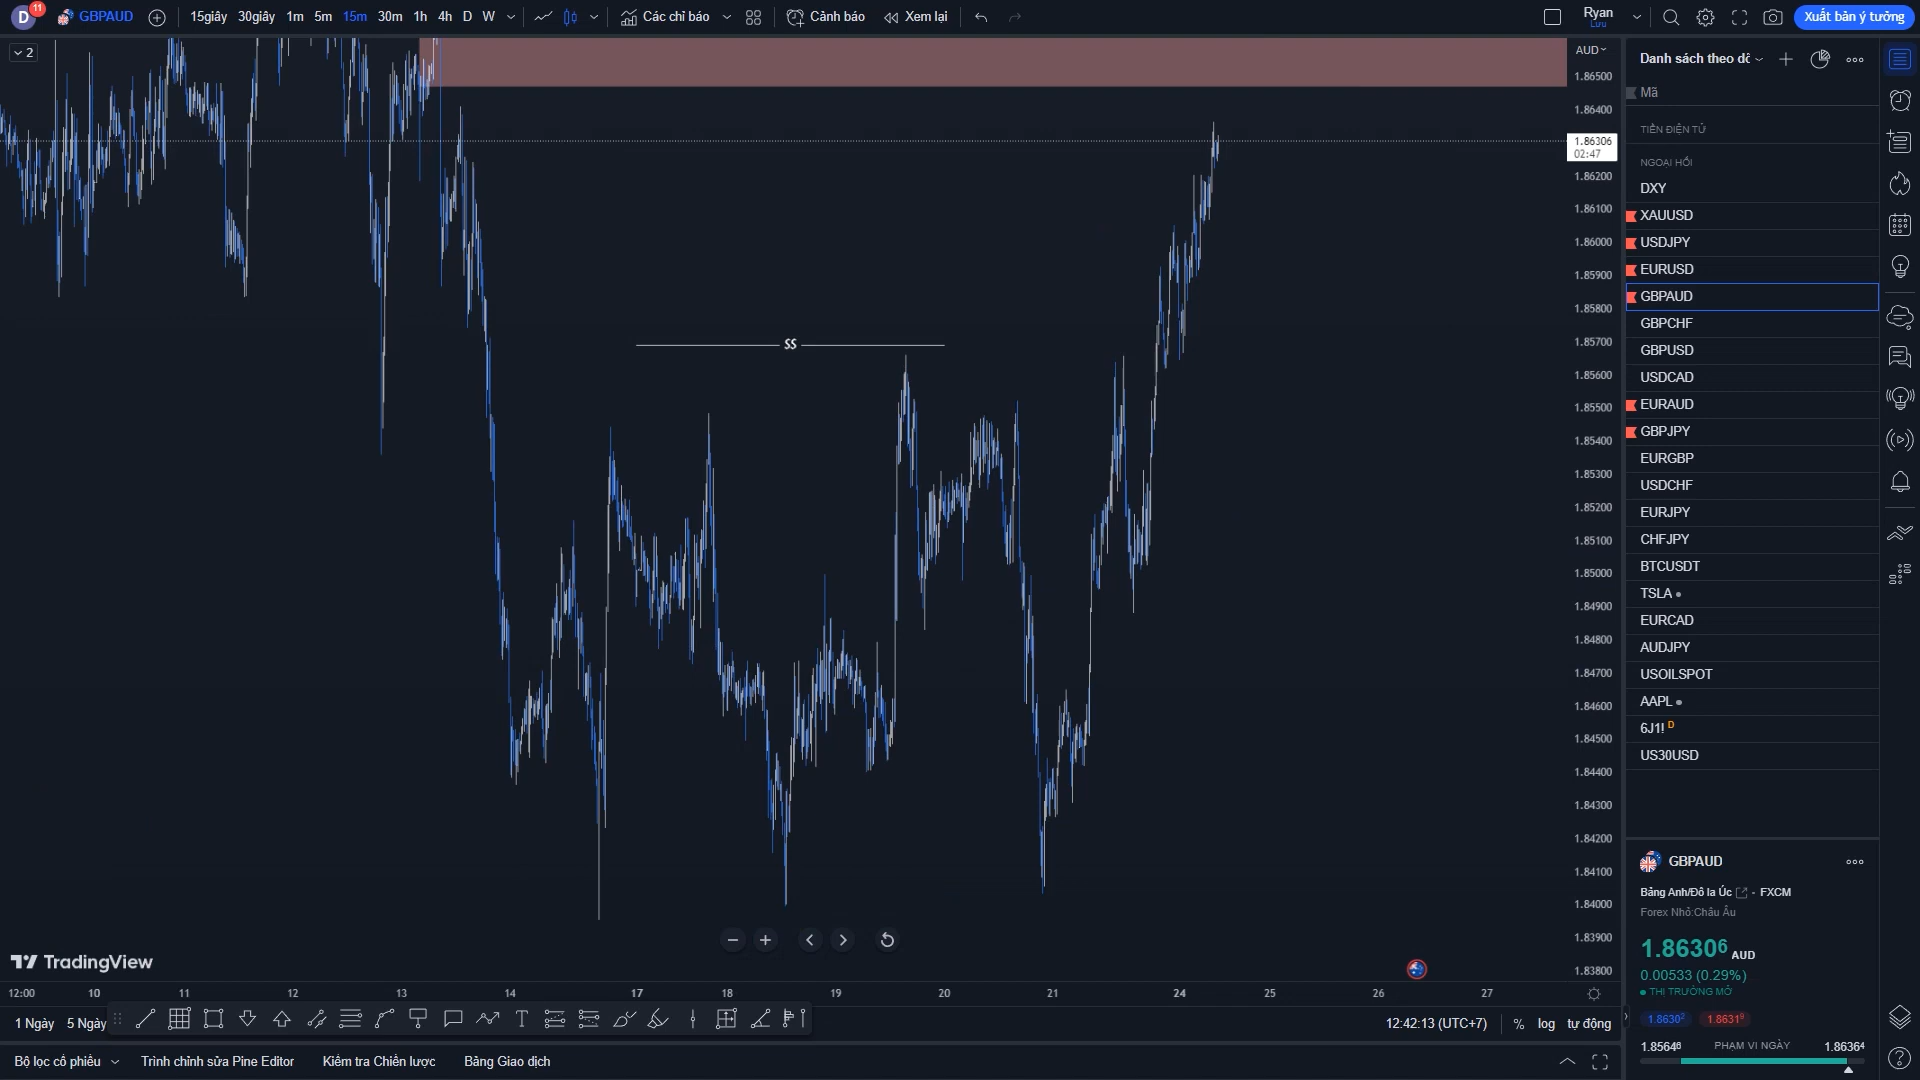 D
11
GBPAUD
15giây
30giây
1m
5m
15m
30m
1h
4h
D
W
Các chỉ báo
Cảnh báo
Xem lại
Ryan
Lưu
Xuất bản ý tưởng
2
AUD
1.86500
1.86400
1.86306
02:47
1.86200
1.86100
1.86000
1.85900
1.85800
1.85700
1.85600
1.85500
1.85400
1.85300
1.85200
1.85100
1.85000
1.84900
1.84800
1.84700
1.84600
1.84500
1.84400
1.84300
1.84200
1.84100
1.84000
1.83900
1.83800
$$
TradingView
12:00
10
11
12
13
14
17
18
19
20
21
24
25
26
27
1 Ngày
5 Ngày
12:42:13 (UTC+7)
%
log
tự động
Bộ lọc cổ phiếu
Trình chỉnh sửa Pine Editor
Kiểm tra Chiến lược
Bảng Giao dịch
Danh sách theo dõ
Mã
TIỀN ĐIỆN TỬ
NGOẠI HỐI
DXY
XAUUSD
USDJPY
EURUSD
GBPAUD
GBPCHF
GBPUSD
USDCAD
EURAUD
GBPJPY
EURGBP
USDCHF
EURJPY
CHFJPY
BTCUSDT
TSLA
EURCAD
AUDJPY
USOILSPOT
AAPL
6J1! D
US30USD
GBPAUD
Bảng Anh/Đô la Úc - FXCM
Forex Nhỏ: Châu Âu
1.86306 AUD
0.00533 (0.29%)
THỊ TRƯỜNG MỞ
1.86302
1.86319
1.85646 PHẠM VI NGÀY 1.86364